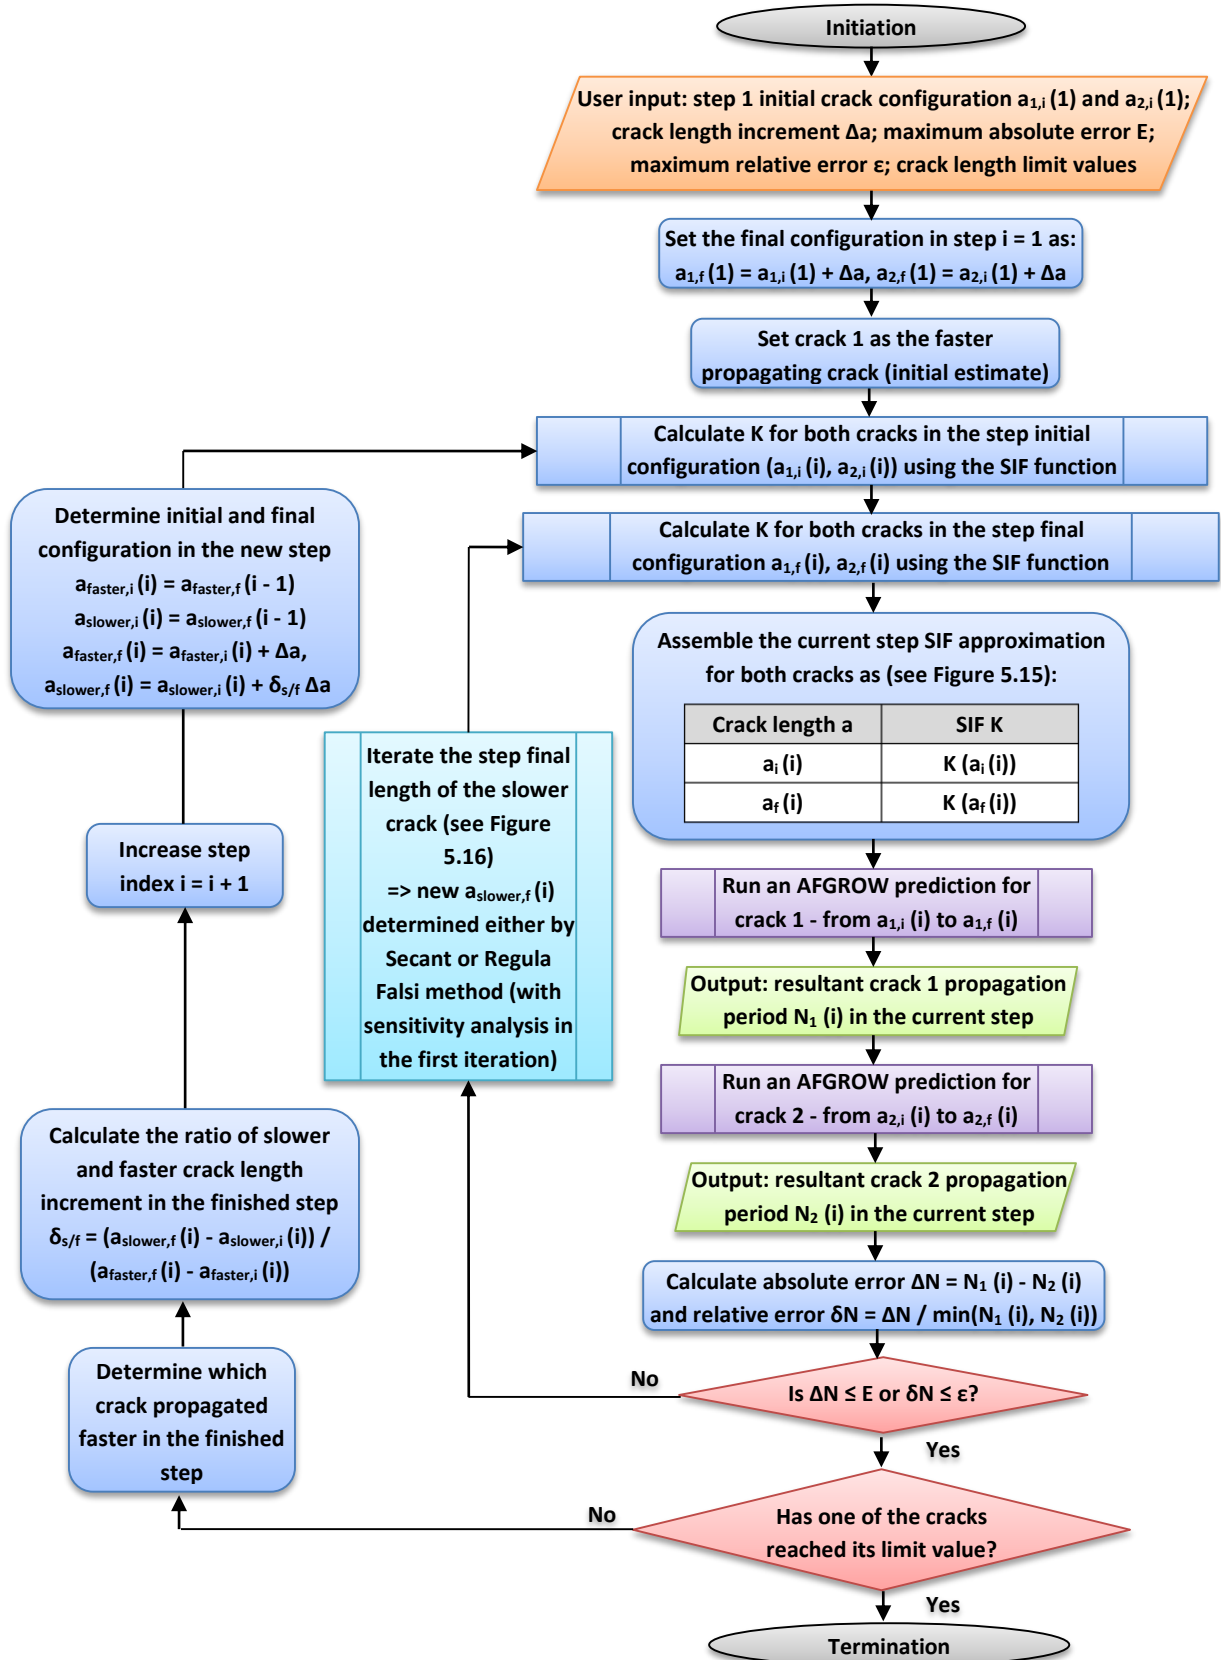 Initiation
User input: step 1 initial crack configuration a₁,ᵢ (1) and a₂,ᵢ (1);
crack length increment Δa; maximum absolute error E;
maximum relative error ε; crack length limit values
Set the final configuration in step i = 1 as:
a₁,f (1) = a₁,ᵢ (1) + Δa, a₂,f (1) = a₂,ᵢ (1) + Δa
Set crack 1 as the faster
propagating crack (initial estimate)
Calculate K for both cracks in the step initial
configuration (a₁,ᵢ (i), a₂,ᵢ (i)) using the SIF function
Calculate K for both cracks in the step final
configuration a₁,f (i), a₂,f (i) using the SIF function
Assemble the current step SIF approximation
for both cracks as (see Figure 5.15):
Crack length a SIF K
aᵢ (i) K (aᵢ (i))
af (i) K (af (i))
Run an AFGROW prediction for
crack 1 - from a₁,ᵢ (i) to a₁,f (i)
Output: resultant crack 1 propagation
period N₁ (i) in the current step
Run an AFGROW prediction for
crack 2 - from a₂,ᵢ (i) to a₂,f (i)
Output: resultant crack 2 propagation
period N₂ (i) in the current step
Calculate absolute error ΔN = N₁ (i) - N₂ (i)
and relative error δN = ΔN / min(N₁ (i), N₂ (i))
Is ΔN ≤ E or δN ≤ ε?
No
Yes
Has one of the cracks
reached its limit value?
No
Yes
Termination
Iterate the step final
length of the slower
crack (see Figure
5.16)
=> new aslower,f (i)
determined either by
Secant or Regula
Falsi method (with
sensitivity analysis in
the first iteration)
Determine which
crack propagated
faster in the finished
step
Calculate the ratio of slower
and faster crack length
increment in the finished step
δs/f = (aslower,f (i) - aslower,i (i)) /
(afaster,f (i) - afaster,i (i))
Increase step
index i = i + 1
Determine initial and final
configuration in the new step
afaster,i (i) = afaster,f (i - 1)
aslower,i (i) = aslower,f (i - 1)
afaster,f (i) = afaster,i (i) + Δa,
aslower,f (i) = aslower,i (i) + δs/f Δa